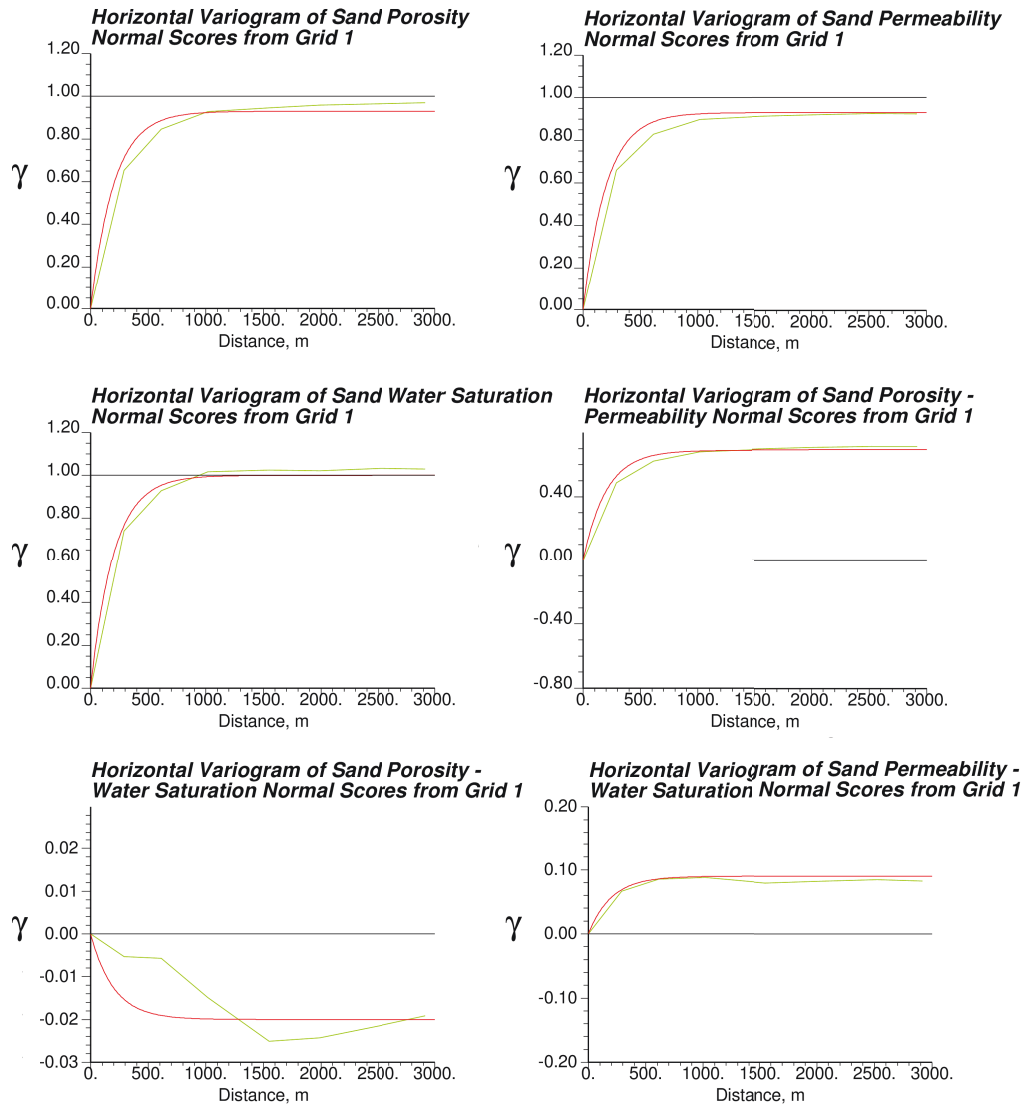 Horizontal Variogram of Sand Porosity
Normal Scores from Grid 1
1.20
1.00
0.80
0.60
0.40
0.20
0.00
γ
0. 500. 1000. 1500. 2000. 2500. 3000.
Distance, m
Horizontal Variogram of Sand Permeability
Normal Scores from Grid 1
1.20
1.00
0.80
0.60
0.40
0.20
0.00
γ
0. 500. 1000. 1500. 2000. 2500. 3000.
Distance, m
Horizontal Variogram of Sand Water Saturation
Normal Scores from Grid 1
1.20
1.00
0.80
0.60
0.40
0.20
0.00
γ
0. 500. 1000. 1500. 2000. 2500. 3000.
Distance, m
Horizontal Variogram of Sand Porosity -
Permeability Normal Scores from Grid 1
0.40
0.00
-0.40
-0.80
γ
0. 500. 1000. 1500. 2000. 2500. 3000.
Distance, m
Horizontal Variogram of Sand Porosity -
Water Saturation Normal Scores from Grid 1
0.02
0.01
0.00
-0.01
-0.02
-0.03
γ
0. 500. 1000. 1500. 2000. 2500. 3000.
Distance, m
Horizontal Variogram of Sand Permeability -
Water Saturation Normal Scores from Grid 1
0.20
0.10
0.00
-0.10
-0.20
γ
0. 500. 1000. 1500. 2000. 2500. 3000.
Distance, m